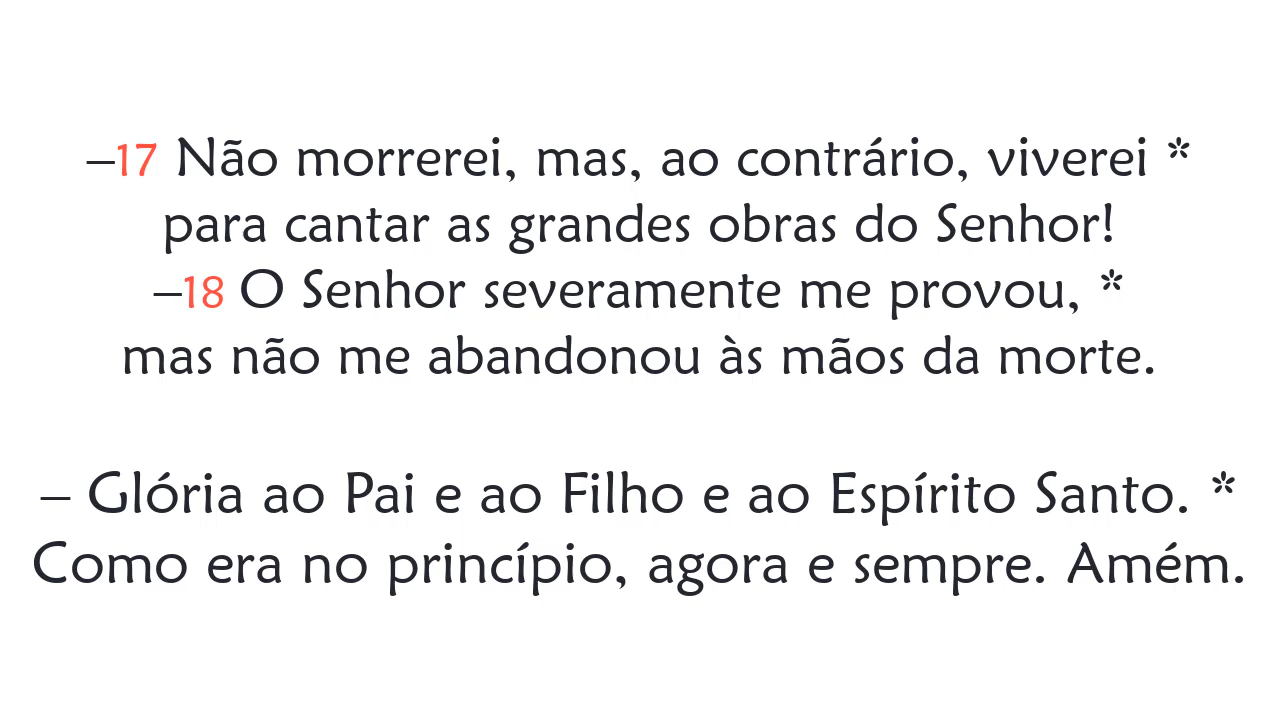 –17 Não morrerei, mas, ao contrário, viverei *
para cantar as grandes obras do Senhor!
–18 O Senhor severamente me provou, *
mas não me abandonou às mãos da morte.
– Glória ao Pai e ao Filho e ao Espírito Santo. *
Como era no princípio, agora e sempre. Amém.